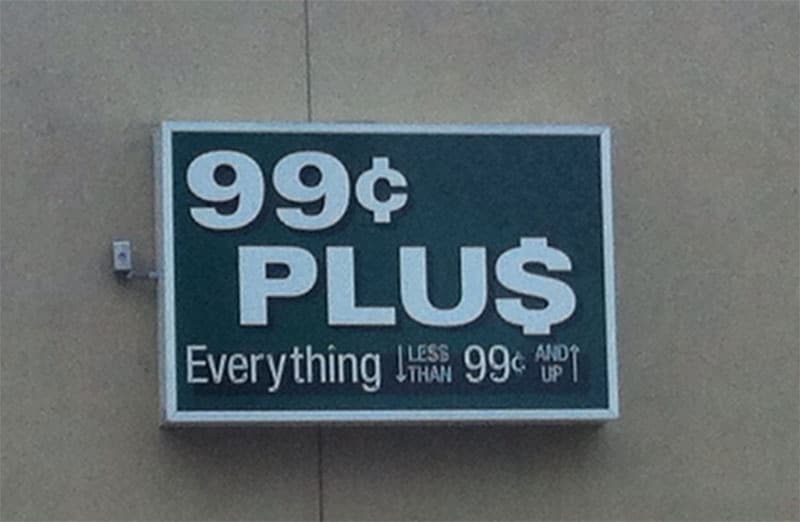 99¢
PLU$
Everything ↓LESS THAN 99¢ AND UP↑